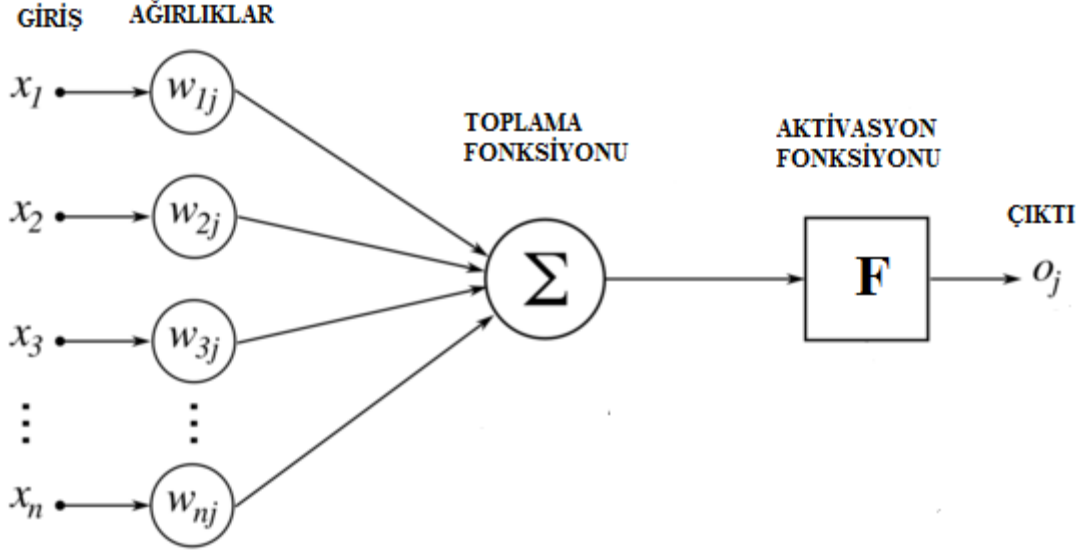 GİRİŞ AĞIRLIKLAR
x1 w1j
TOPLAMA
FONKSİYONU
AKTİVASYON
FONKSİYONU
x2 w2j
ÇIKTI
Σ
F
oj
x3 w3j
⋮ ⋮
xn wnj